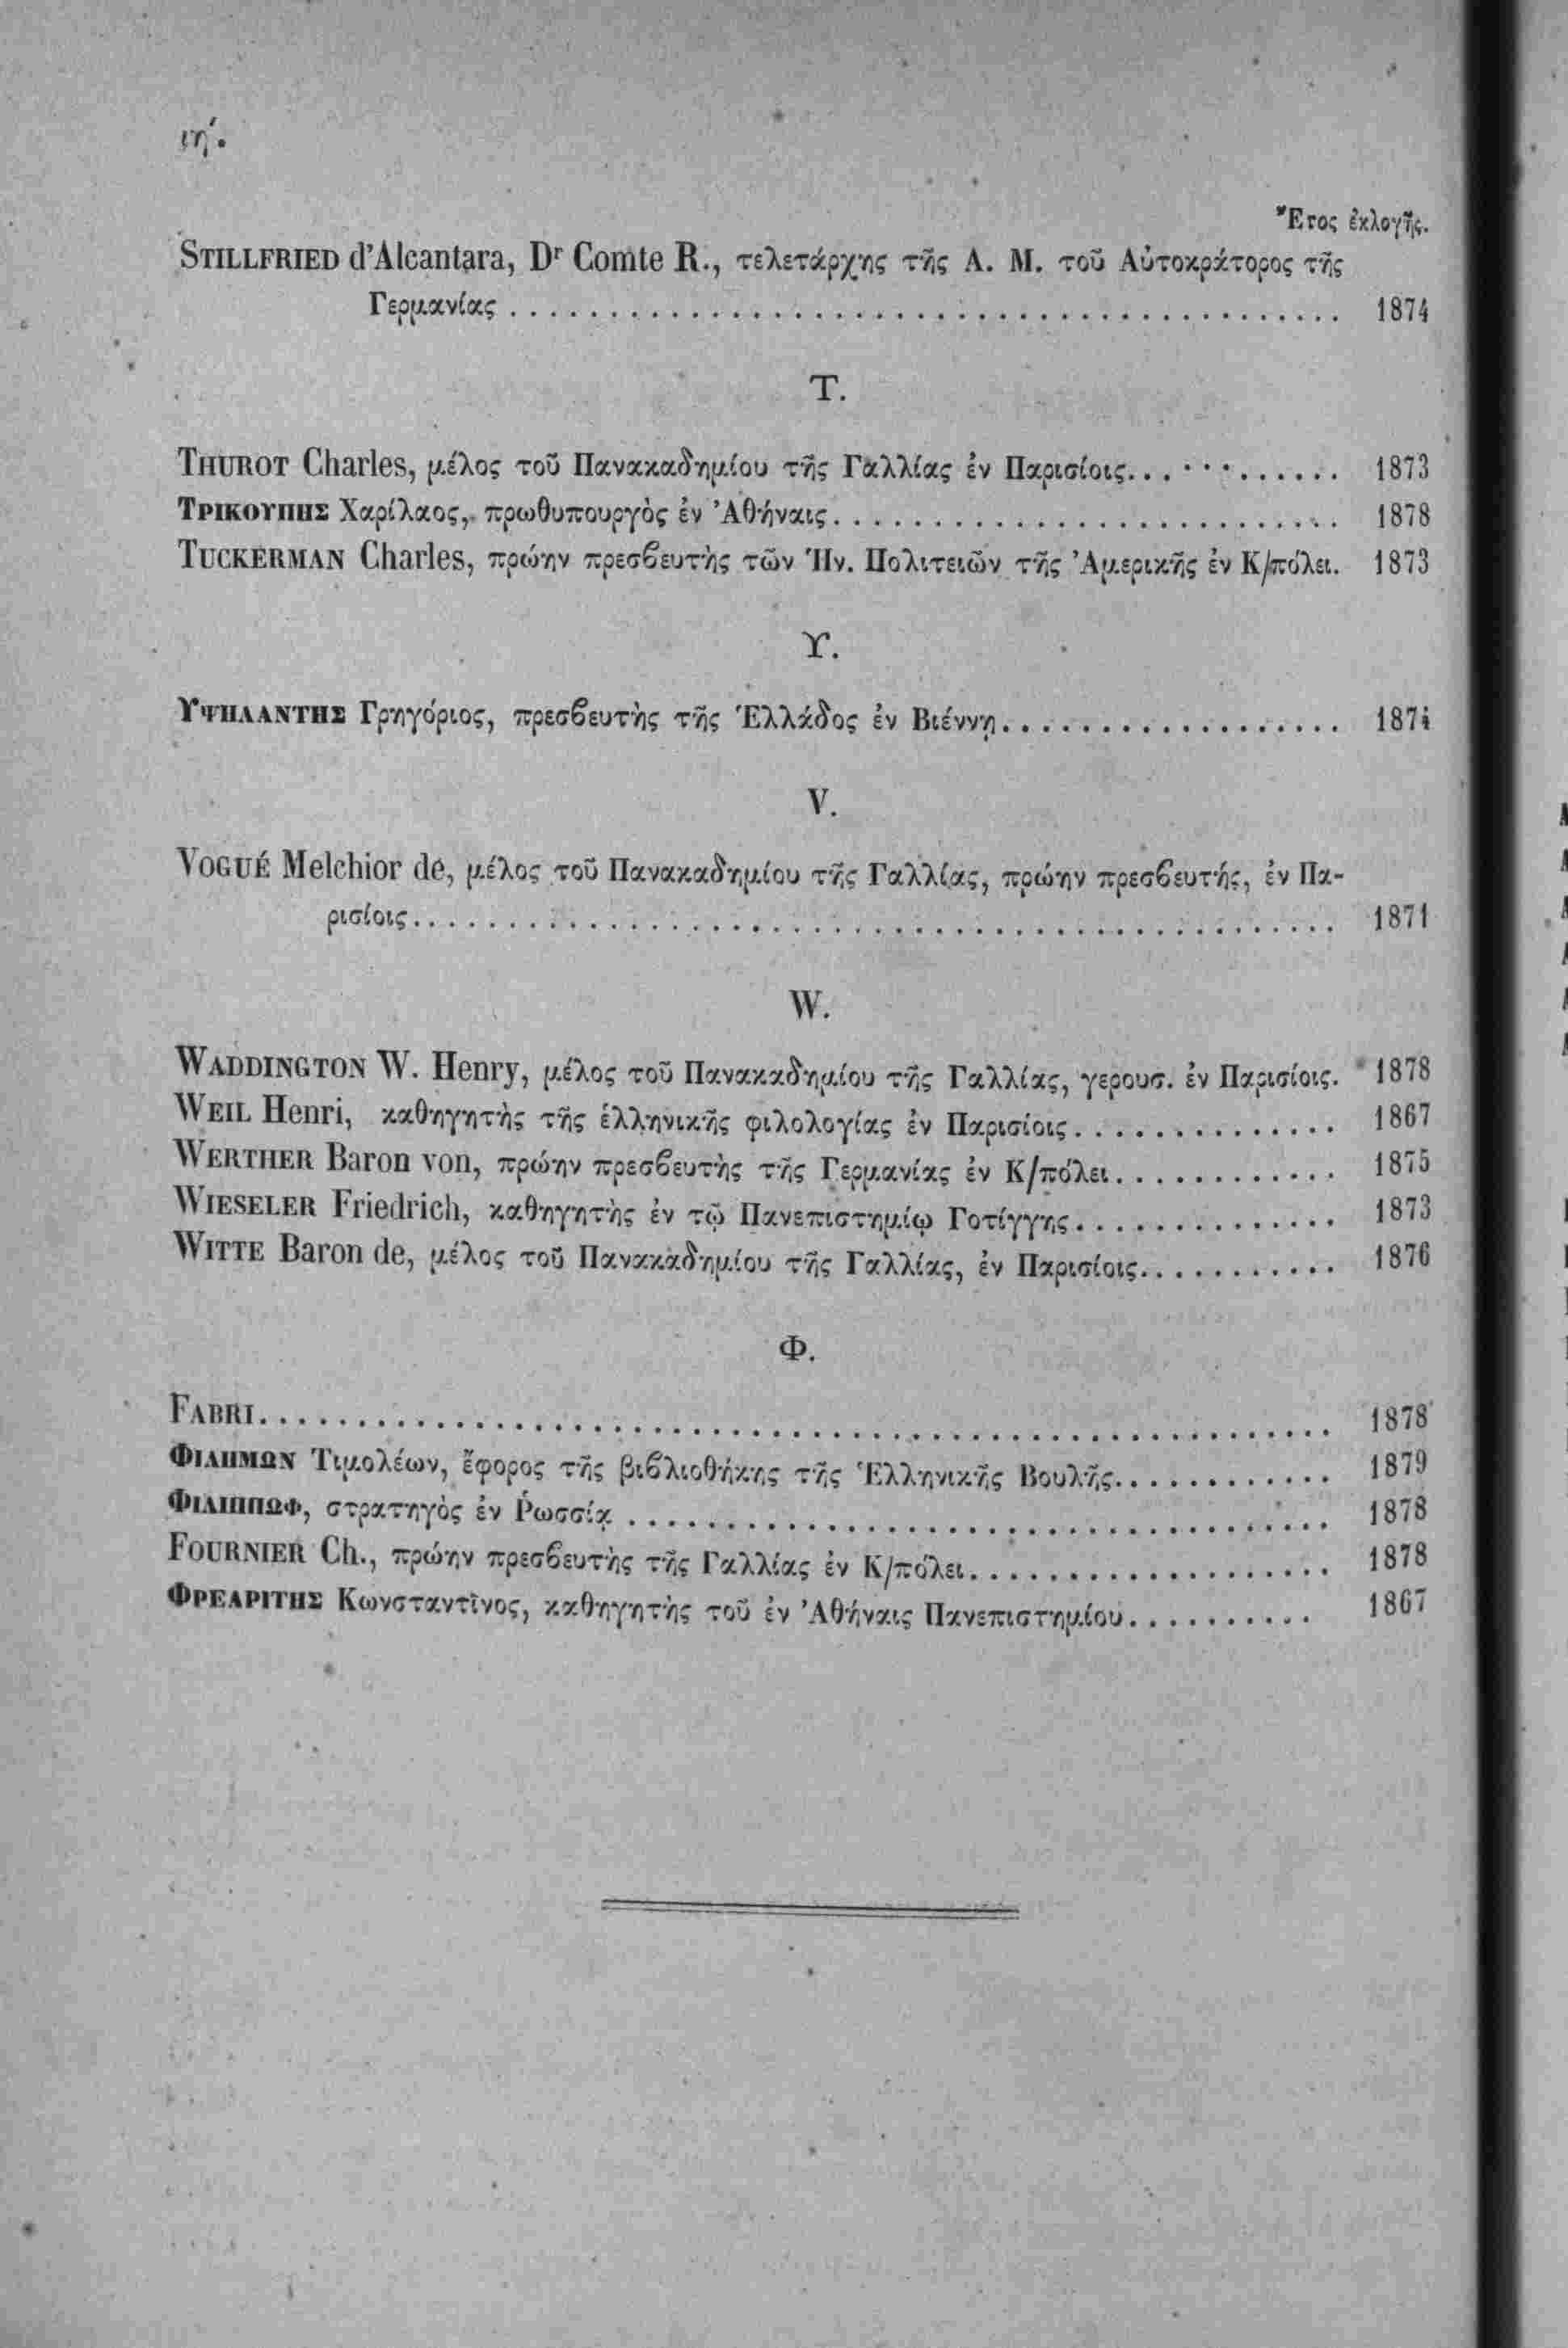 ιη΄.
Ἔτος ἐκλογῆς.
STILLFRIED d'Alcantara, Dʳ Comte R., τελετάρχης τῆς Α. Μ. τοῦ Αὐτοκράτορος τῆς
Γερμανίας . . . . . . . . . . . . . . . . . . . . 1874
Τ.
THUROT Charles, μέλος τοῦ Πανακαδημίου τῆς Γαλλίας ἐν Παρισίοις. . . . . . . . . . . . 1873
ΤΡΙΚΟΥΠΗΣ Χαρίλαος, πρωθυπουργὸς ἐν Ἀθήναις. . . . . . . . . . . . . . . . . . . . 1878
TUCKERMAN Charles, πρώην πρεσϐευτὴς τῶν Ἡν. Πολιτειῶν τῆς Ἀμερικῆς ἐν Κ/πόλει. 1873
Υ.
ΥΨΗΛΑΝΤΗΣ Γρηγόριος, πρεσϐευτὴς τῆς Ἑλλάδος ἐν Βιέννῃ. . . . . . . . . . . . . . . . . 1874
V.
VOGUÉ Melchior de, μέλος τοῦ Πανακαδημίου τῆς Γαλλίας, πρώην πρεσϐευτής, ἐν Πα-
ρισίοις. . . . . . . . . . . . . . . . . . . . 1871
W.
WADDINGTON W. Henry, μέλος τοῦ Πανακαδημίου τῆς Γαλλίας, γερουσ. ἐν Παρισίοις. 1878
WEIL Henri, καθηγητὴς τῆς ἑλληνικῆς φιλολογίας ἐν Παρισίοις. . . . . . . . . . . . . . 1867
WERTHER Baron von, πρώην πρεσϐευτὴς τῆς Γερμανίας ἐν Κ/πόλει. . . . . . . . . . . . 1875
WIESELER Friedrich, καθηγητὴς ἐν τῷ Πανεπιστημίῳ Γοτίγγης. . . . . . . . . . . . . . 1873
WITTE Baron de, μέλος τοῦ Πανακαδημίου τῆς Γαλλίας, ἐν Παρισίοις. . . . . . . . . . . 1876
Φ.
FABRI. . . . . . . . . . . . . . . . . . . . 1878
ΦΙΛΗΜΩΝ Τιμολέων, ἔφορος τῆς βιϐλιοθήκης τῆς Ἑλληνικῆς Βουλῆς. . . . . . . . . . . . 1879
ΦΙΛΙΠΠΩΦ, στρατηγὸς ἐν Ῥωσσίᾳ . . . . . . . . . . . . . . . . . . . . 1878
FOURNIER Ch., πρώην πρεσϐευτὴς τῆς Γαλλίας ἐν Κ/πόλει. . . . . . . . . . . . . . . . . . . 1878
ΦΡΕΑΡΙΤΗΣ Κωνσταντῖνος, καθηγητὴς τοῦ ἐν Ἀθήναις Πανεπιστημίου. . . . . . . . . . 1867